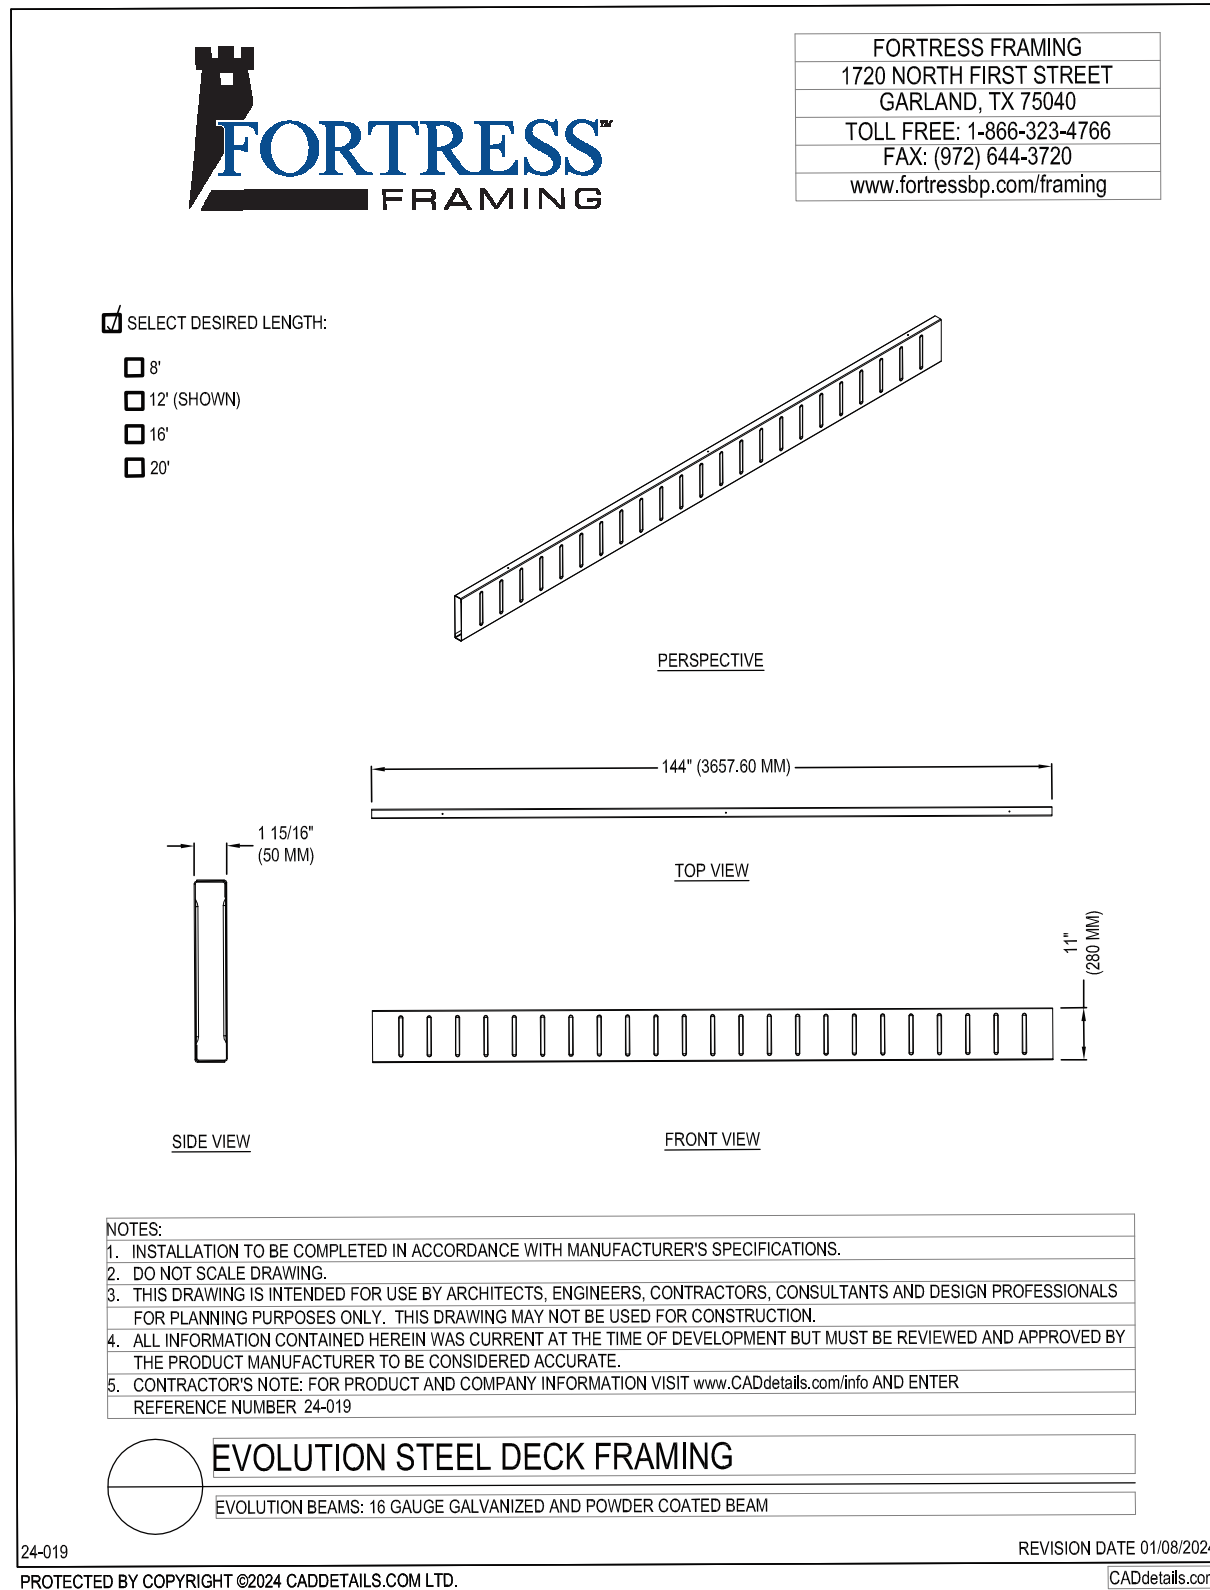 FORTRESS™
FRAMING
FORTRESS FRAMING
1720 NORTH FIRST STREET
GARLAND, TX 75040
TOLL FREE: 1-866-323-4766
FAX: (972) 644-3720
www.fortressbp.com/framing
SELECT DESIRED LENGTH:
8'
12' (SHOWN)
16'
20'
PERSPECTIVE
144" (3657.60 MM)
TOP VIEW
1 15/16"
(50 MM)
11"
(280 MM)
SIDE VIEW
FRONT VIEW
NOTES:
1. INSTALLATION TO BE COMPLETED IN ACCORDANCE WITH MANUFACTURER'S SPECIFICATIONS.
2. DO NOT SCALE DRAWING.
3. THIS DRAWING IS INTENDED FOR USE BY ARCHITECTS, ENGINEERS, CONTRACTORS, CONSULTANTS AND DESIGN PROFESSIONALS
FOR PLANNING PURPOSES ONLY. THIS DRAWING MAY NOT BE USED FOR CONSTRUCTION.
4. ALL INFORMATION CONTAINED HEREIN WAS CURRENT AT THE TIME OF DEVELOPMENT BUT MUST BE REVIEWED AND APPROVED BY
THE PRODUCT MANUFACTURER TO BE CONSIDERED ACCURATE.
5. CONTRACTOR'S NOTE: FOR PRODUCT AND COMPANY INFORMATION VISIT www.CADdetails.com/info AND ENTER
REFERENCE NUMBER 24-019
EVOLUTION STEEL DECK FRAMING
EVOLUTION BEAMS: 16 GAUGE GALVANIZED AND POWDER COATED BEAM
24-019
REVISION DATE 01/08/2024
PROTECTED BY COPYRIGHT ©2024 CADDETAILS.COM LTD.
CADdetails.com